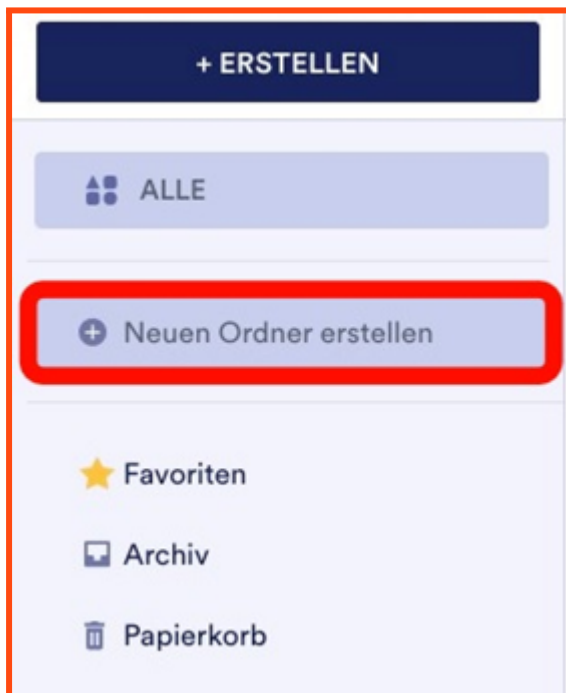 + ERSTELLEN
ALLE
Neuen Ordner erstellen
Favoriten
Archiv
Papierkorb